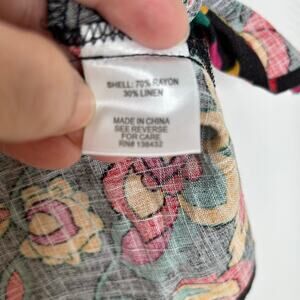 SHELL: 70% RAYON
30% LINEN
MADE IN CHINA
SEE REVERSE
FOR CARE
RN# 138432